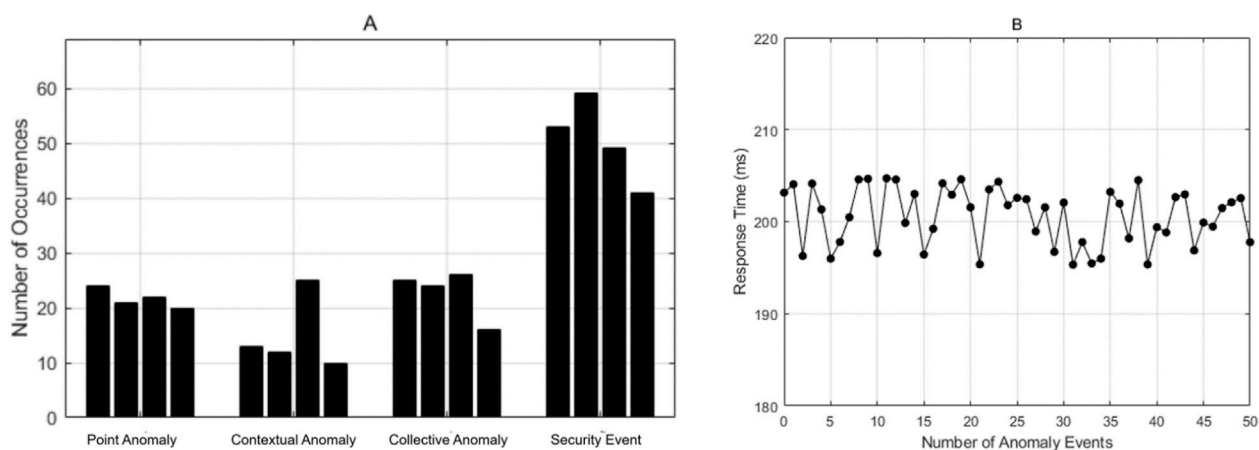 A
Number of Occurrences
60
50
40
30
20
10
0
Point Anomaly
Contextual Anomaly
Collective Anomaly
Security Event
B
Response Time (ms)
220
210
200
190
180
0
5
10
15
20
25
30
35
40
45
50
Number of Anomaly Events